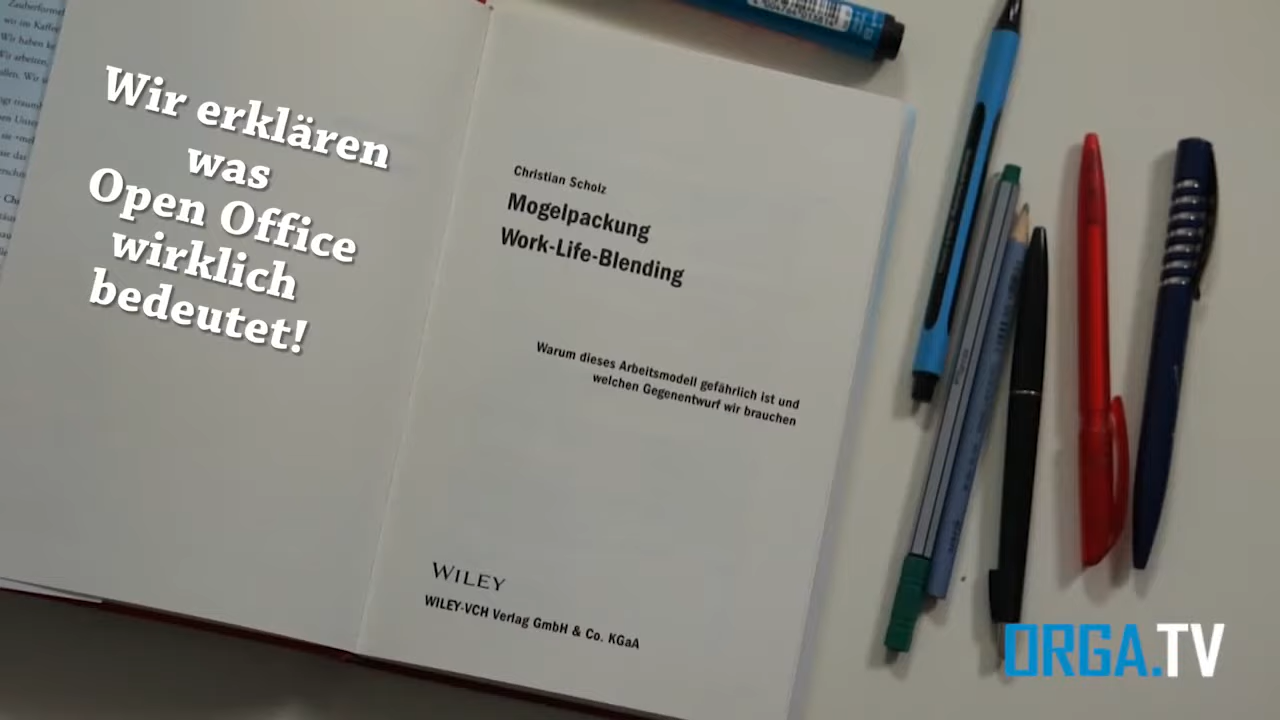 Zauberformel
Wir erklären
was
Open Office
wirklich
bedeutet!
Christian Scholz
Mogelpackung
Work-Life-Blending
Warum dieses Arbeitsmodell gefährlich ist und
welchen Gegenentwurf wir brauchen
WILEY
WILEY-VCH Verlag GmbH & Co. KGaA
ORGA.TV